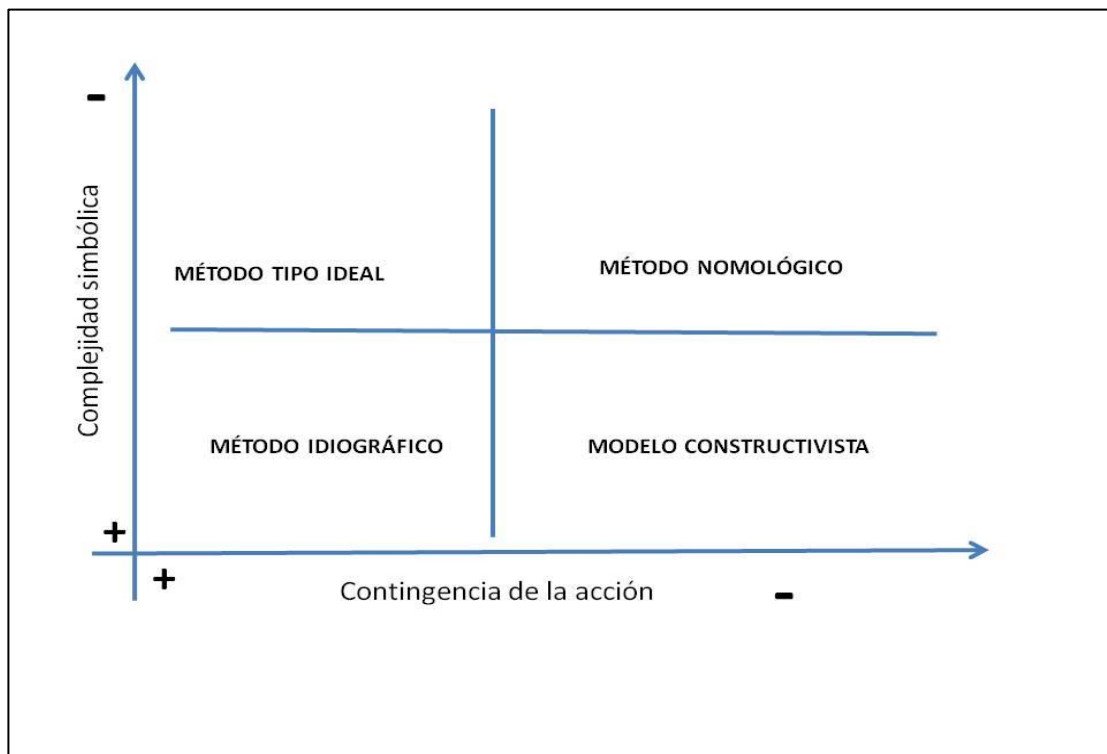 -
Complejidad simbólica
MÉTODO TIPO IDEAL
MÉTODO NOMOLÓGICO
MÉTODO IDIOGRÁFICO
MODELO CONSTRUCTIVISTA
+
+
Contingencia de la acción
-